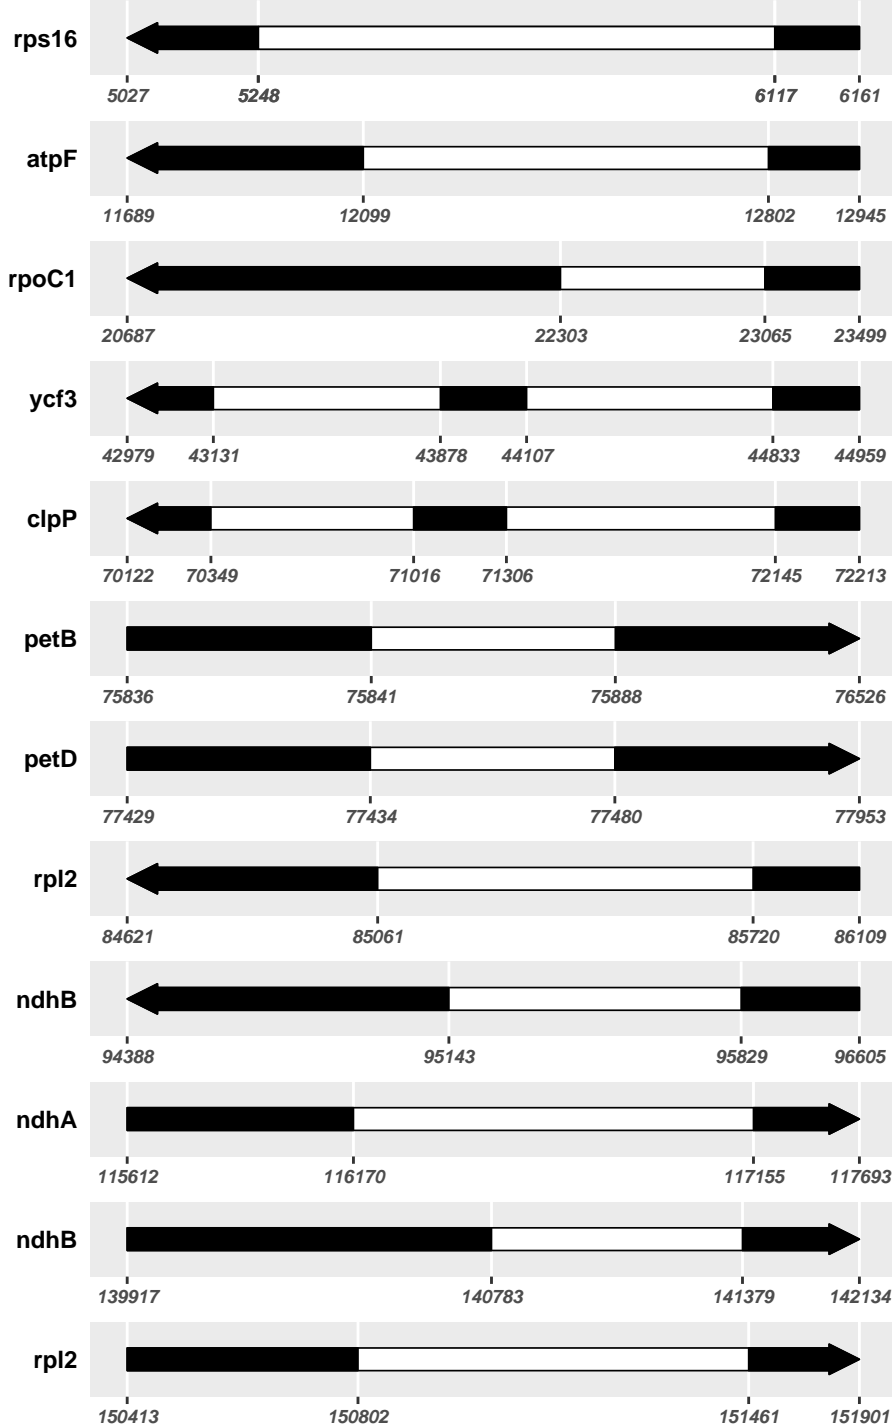 rps16
5027 5248 6117 6161
atpF
11689 12099 12802 12945
rpoC1
20687 22303 23065 23499
ycf3
42979 43131 43878 44107 44833 44959
clpP
70122 70349 71016 71306 72145 72213
petB
75836 75841 75888 76526
petD
77429 77434 77480 77953
rpl2
84621 85061 85720 86109
ndhB
94388 95143 95829 96605
ndhA
115612 116170 117155 117693
ndhB
139917 140783 141379 142134
rpl2
150413 150802 151461 151901